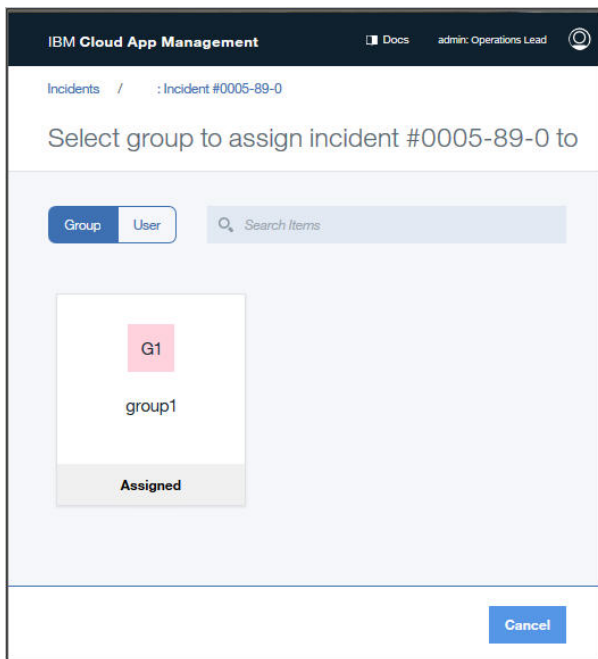 IBM Cloud App Management Docs admin: Operations Lead
Incidents / : Incident #0005-89-0
Select group to assign incident #0005-89-0 to
Group User Search Items
G1
group1
Assigned
Cancel